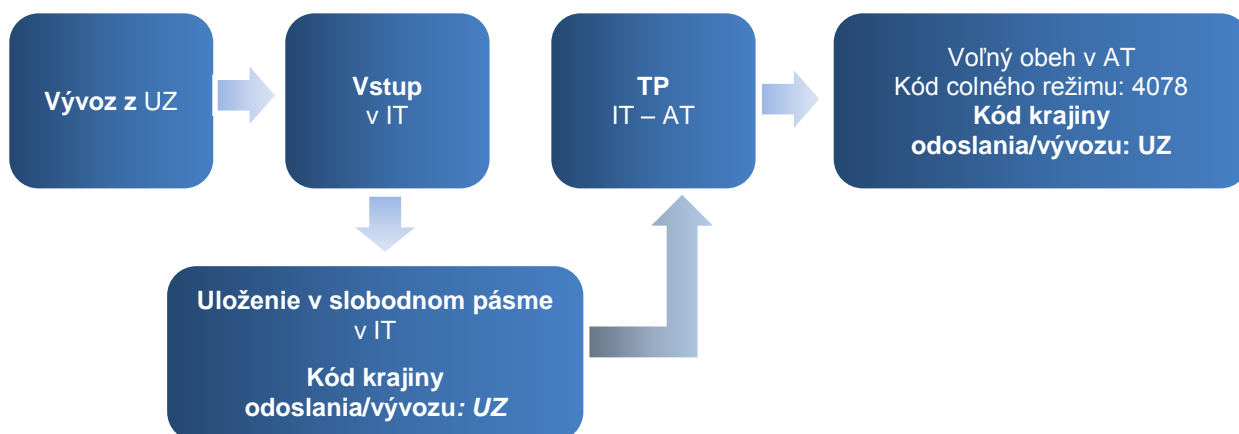 Vývoz z UZ
Vstup
v IT
Uloženie v slobodnom pásme
v IT
Kód krajiny
odoslania/vývozu: UZ
TP
IT – AT
Voľný obeh v AT
Kód colného režimu: 4078
Kód krajiny
odoslania/vývozu: UZ